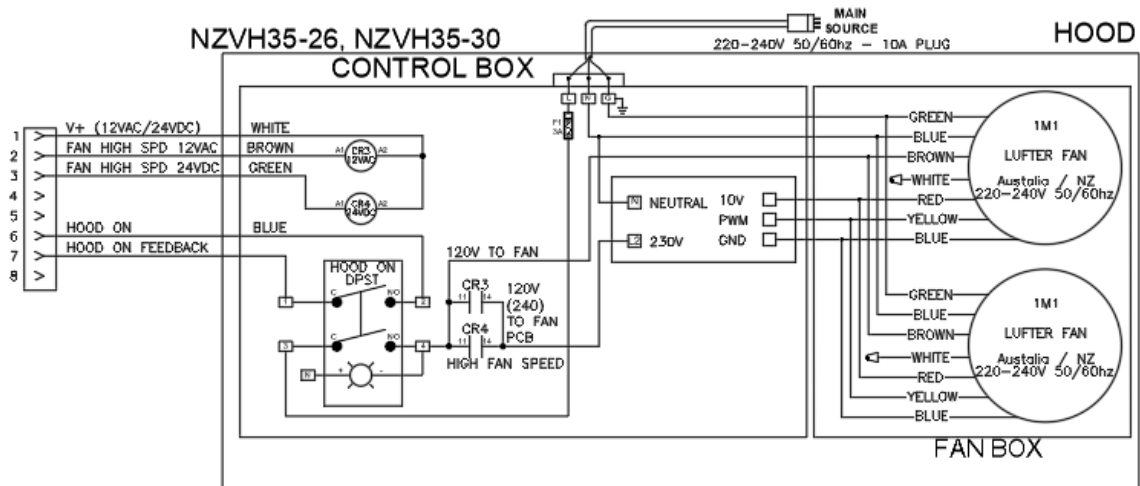 MAIN
SOURCE
220-240V 50/60hz - 10A PLUG
HOOD
NZVH35-26, NZVH35-30
CONTROL BOX
L N G
F1
3A
1 V+ (12VAC/24VDC) WHITE
2 FAN HIGH SPD 12VAC BROWN
3 FAN HIGH SPD 24VDC GREEN
4
5
6 HOOD ON BLUE
7 HOOD ON FEEDBACK
8
A1 CR3 A2
12VAC
A1 CR4 A2
24VDC
HOOD ON
DPST
1 C NO 2
3 C NO 4
N + -
120V TO FAN
CR3
11 14
CR4
11 14
120V
(240)
TO FAN
PCB
HIGH FAN SPEED
N NEUTRAL 10V
PWM
L2 230V GND
GREEN
BLUE
BROWN
WHITE
RED
YELLOW
BLUE
1M1
LUFTER FAN
Austalia / NZ
220-240V 50/60hz
GREEN
BLUE
BROWN
WHITE
RED
YELLOW
BLUE
1M1
LUFTER FAN
Austalia / NZ
220-240V 50/60hz
FAN BOX